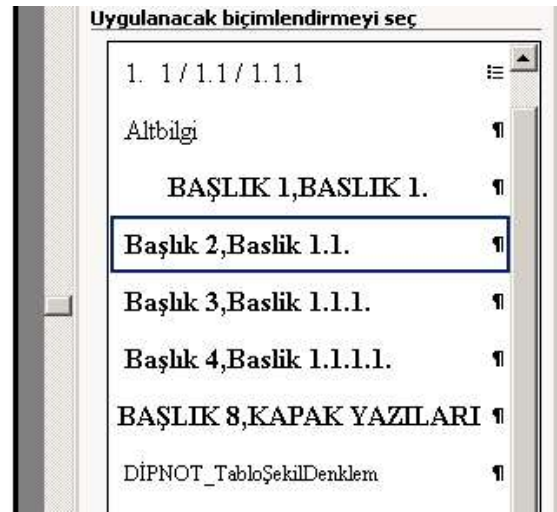 Uygulanacak biçimlendirmeyi seç
1. 1 / 1.1 / 1.1.1
Altbilgi ¶
BAŞLIK 1,BASLIK 1. ¶
Başlık 2,Baslik 1.1. ¶
Başlık 3,Baslik 1.1.1. ¶
Başlık 4,Baslik 1.1.1.1. ¶
BAŞLIK 8,KAPAK YAZILARI ¶
DİPNOT_TabloŞekilDenklem ¶